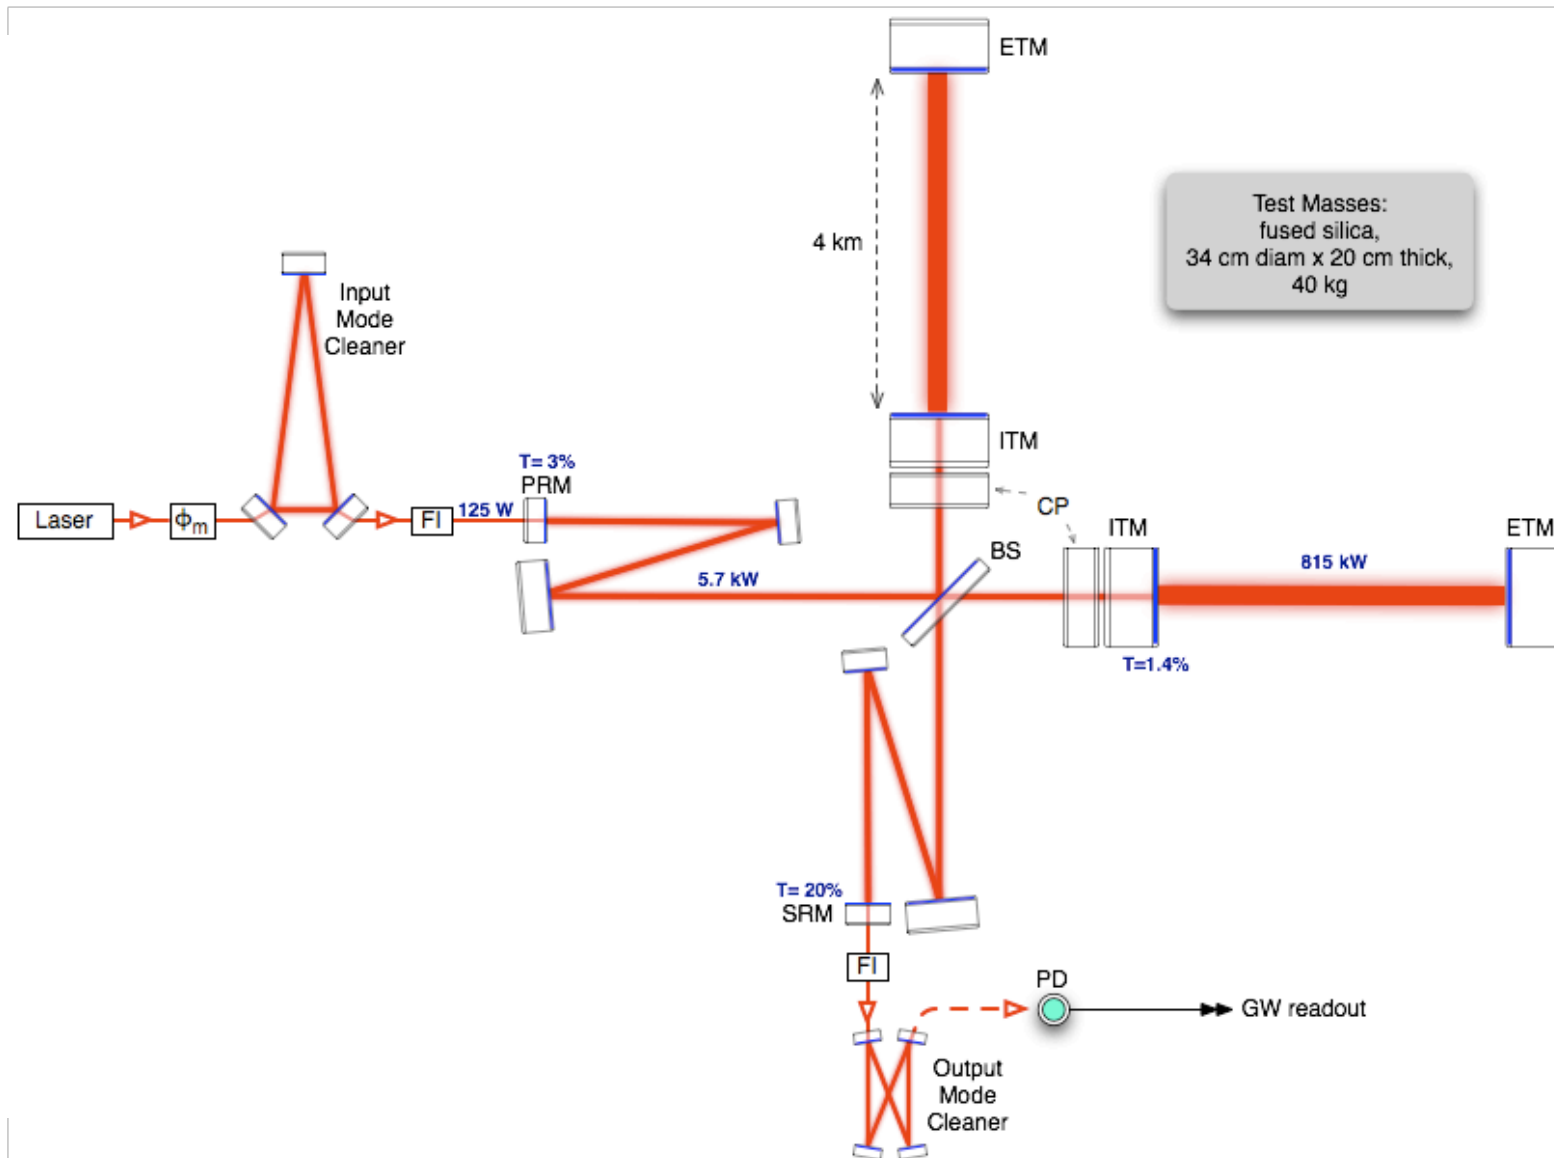 ETM
Test Masses:
fused silica,
34 cm diam x 20 cm thick,
40 kg
4 km
Input
Mode
Cleaner
ITM
T= 3%
PRM
CP
Laser
ϕm
FI
125 W
ITM
ETM
BS
815 kW
5.7 kW
T=1.4%
T= 20%
SRM
FI
PD
GW readout
Output
Mode
Cleaner